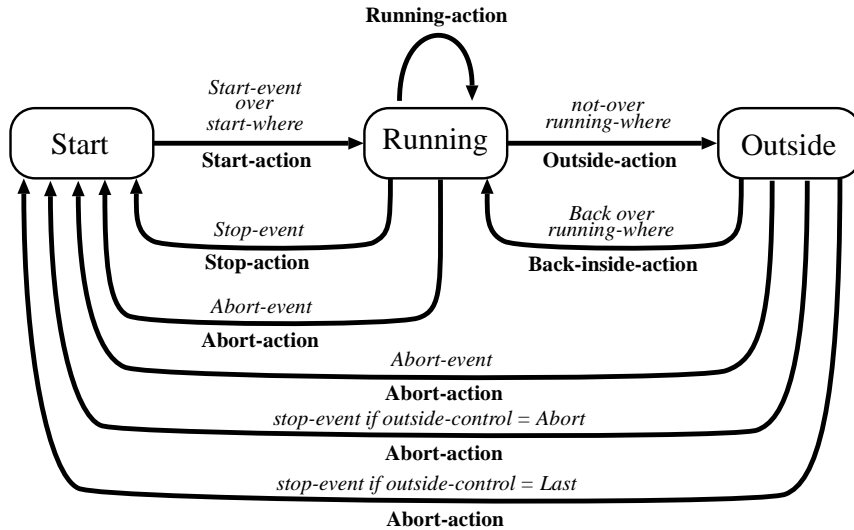 Running-action
Start-event
over
start-where
not-over
running-where
Start
Running
Outside
Start-action
Outside-action
Stop-event
Back over
running-where
Stop-action
Back-inside-action
Abort-event
Abort-action
Abort-event
Abort-action
stop-event if outside-control = Abort
Abort-action
stop-event if outside-control = Last
Abort-action